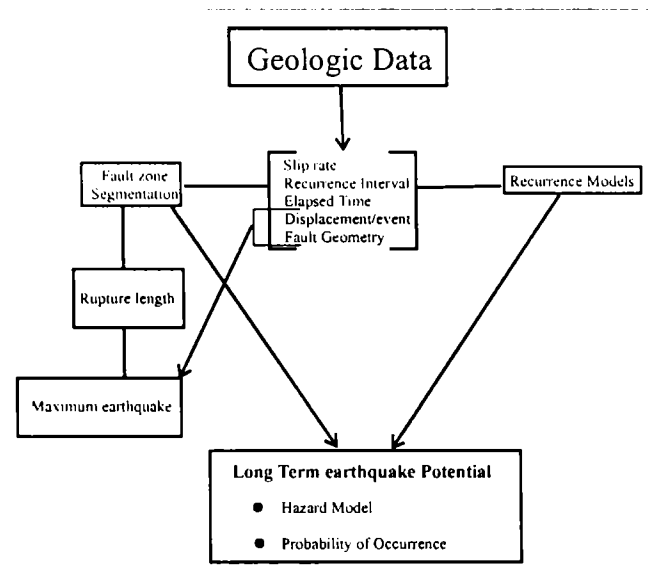 Geologic Data
Slip rate
Recurrence Interval
Elapsed Time
Displacement/event
Fault Geometry
Fault zone
Segmentation
Recurrence Models
Rupture length
Maximum earthquake
Long Term earthquake Potential
● Hazard Model
● Probability of Occurrence